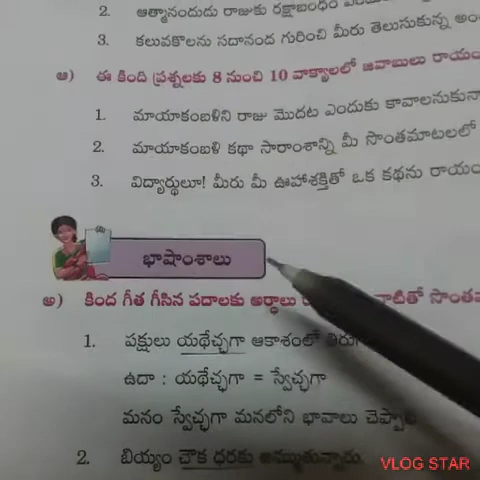 2. ఆత్మానందుడు రాజుకు రక్షాబంధం
3. కలువకొలను సదానంద గురించి మీరు తెలుసుకున్న
ఆ) ఈ కింది ప్రశ్నలకు 8 నుంచి 10 వాక్యాలలో జవాబులు
1. మాయాకంబళిని రాజు మొదట ఎందుకు
2. మాయాకంబళి కథా సారాంశాన్ని మీ సొంతమాటలలో
3. విద్యార్థులూ! మీరు మీ ఊహాశక్తితో ఒక కథను
భాషాంశాలు
అ) కింద గీత గీసిన పదాలకు అర్థాలు
1. పక్షులు యథేచ్ఛగా ఆకాశంలో
ఉదా : యథేచ్ఛగా = స్వేచ్ఛగా
మనం స్వేచ్ఛగా మనలోని భావాలు
2. బియ్యం చౌక ధరకు అమ్ముతున్నారు.
VLOG STAR